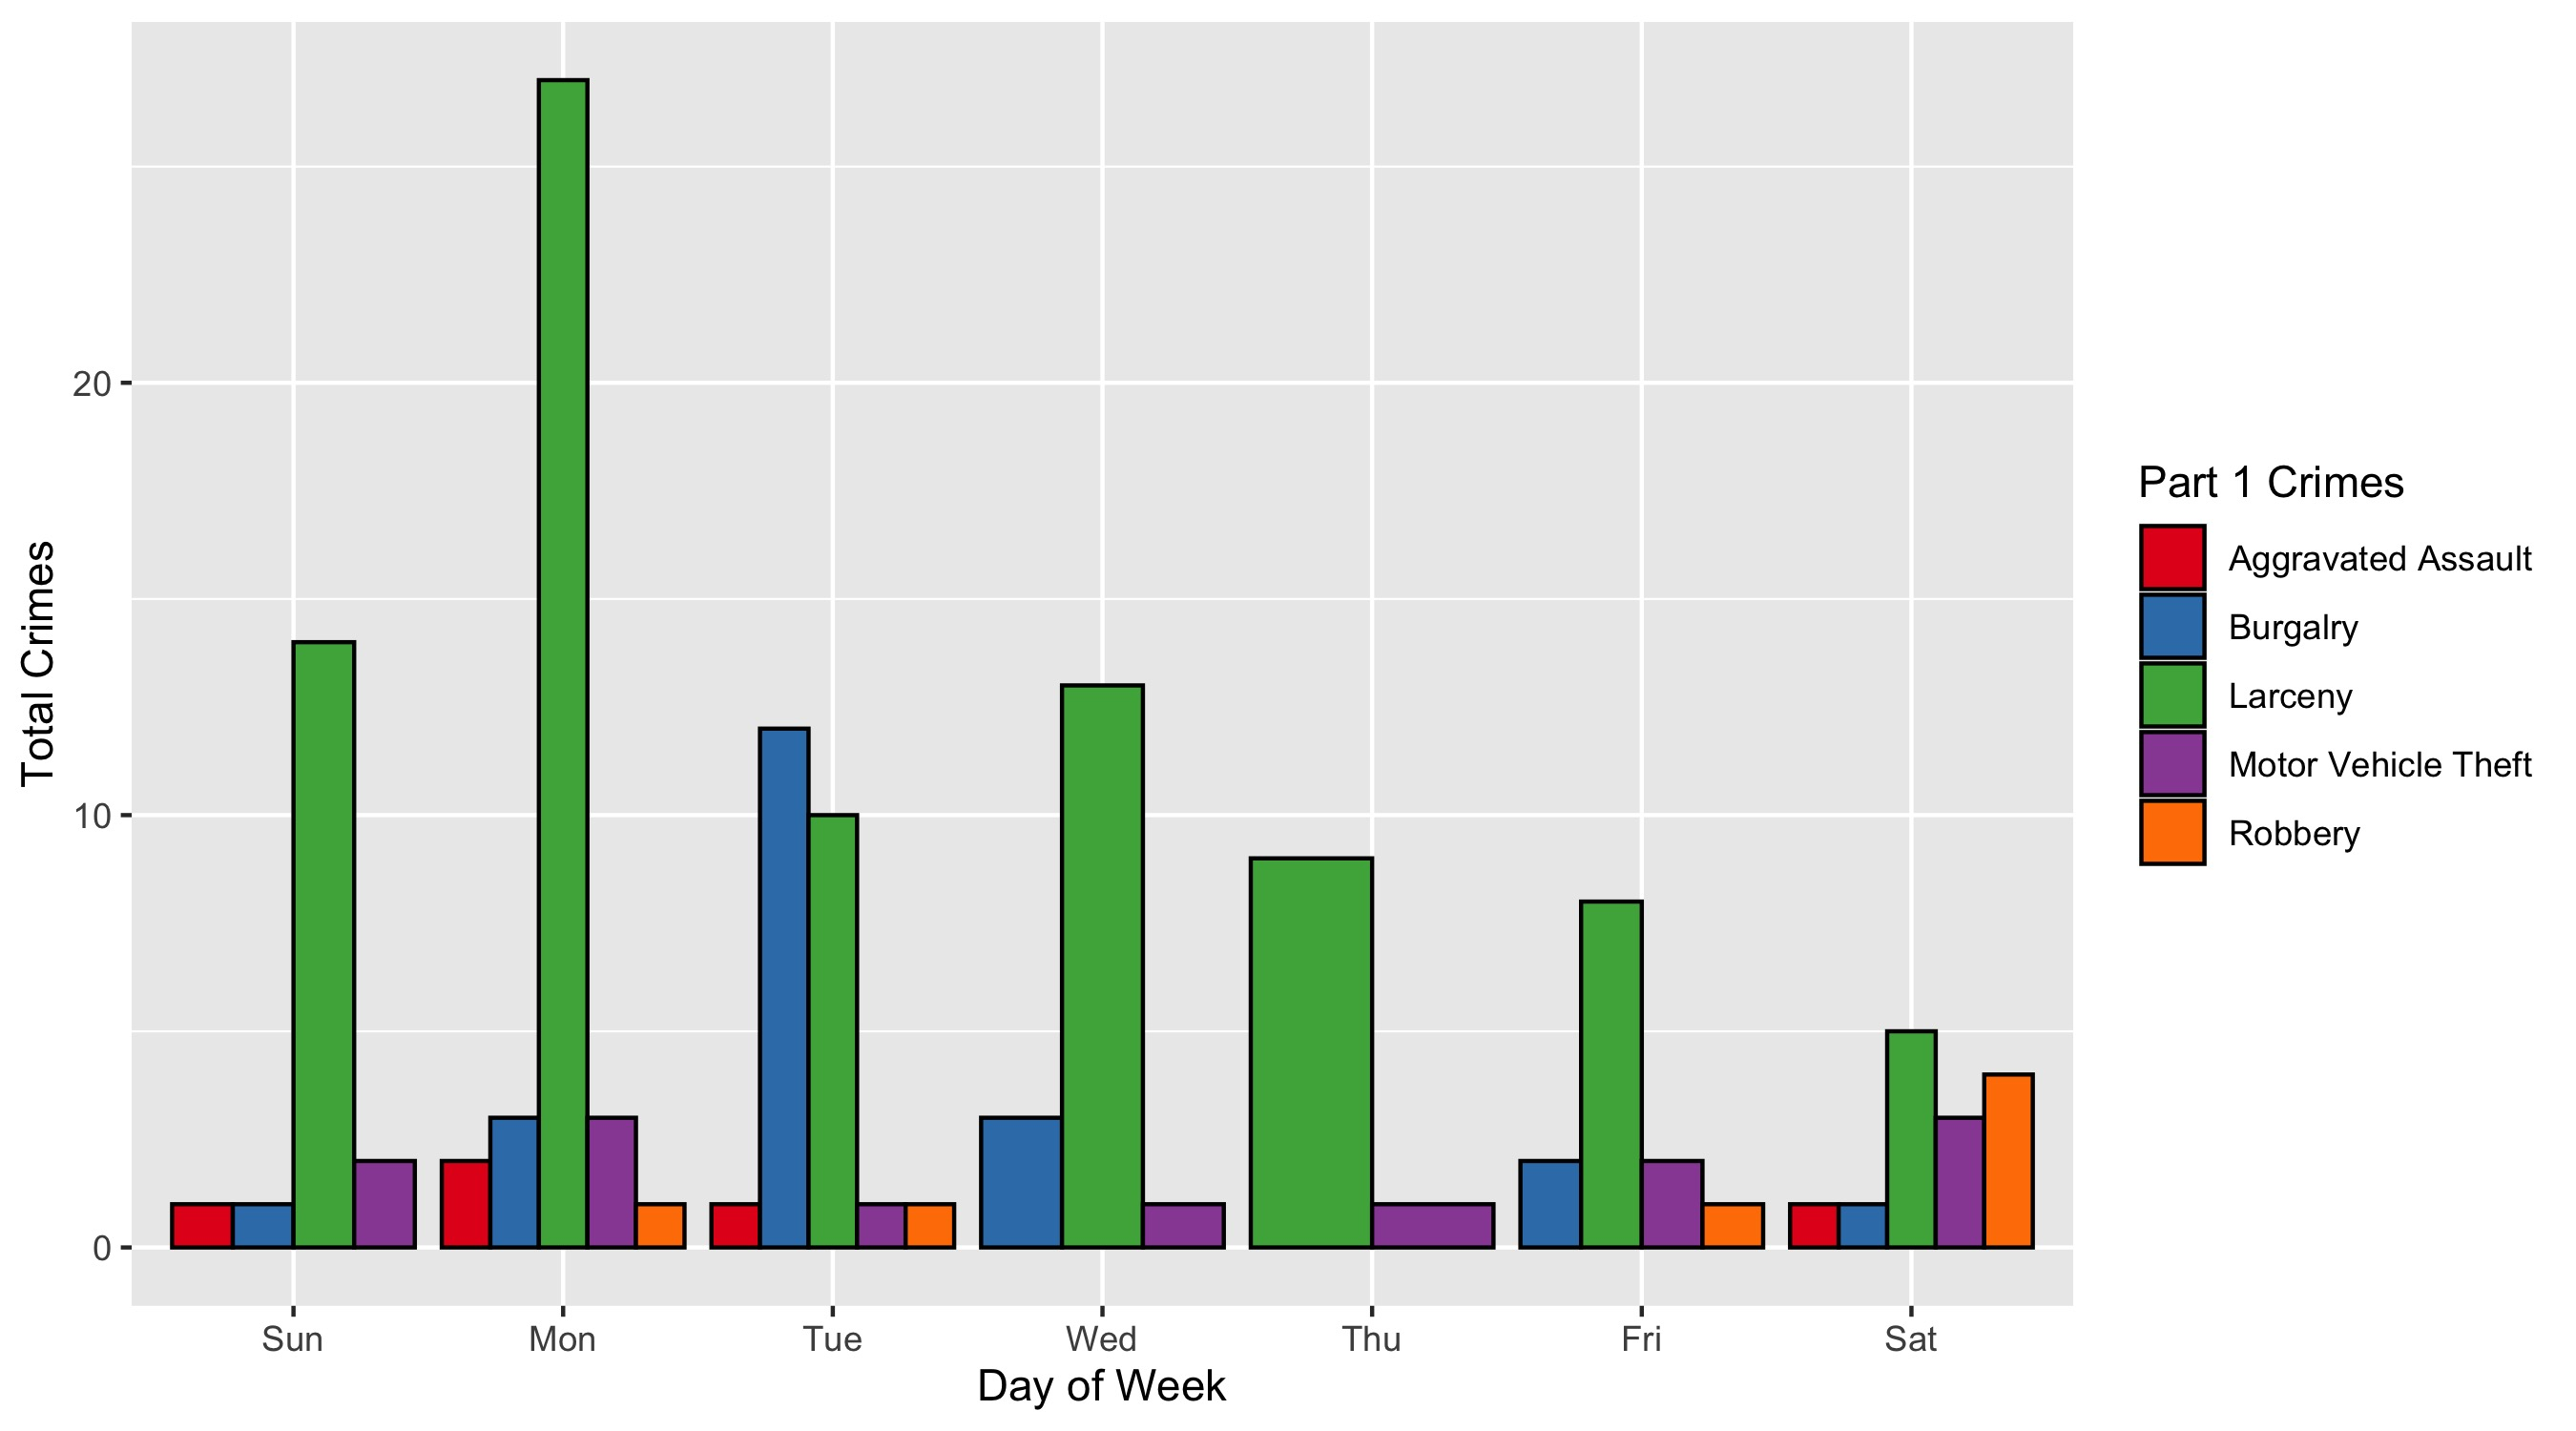 Total Crimes
20
10
0
Sun Mon Tue Wed Thu Fri Sat
Day of Week
Part 1 Crimes
Aggravated Assault
Burgalry
Larceny
Motor Vehicle Theft
Robbery